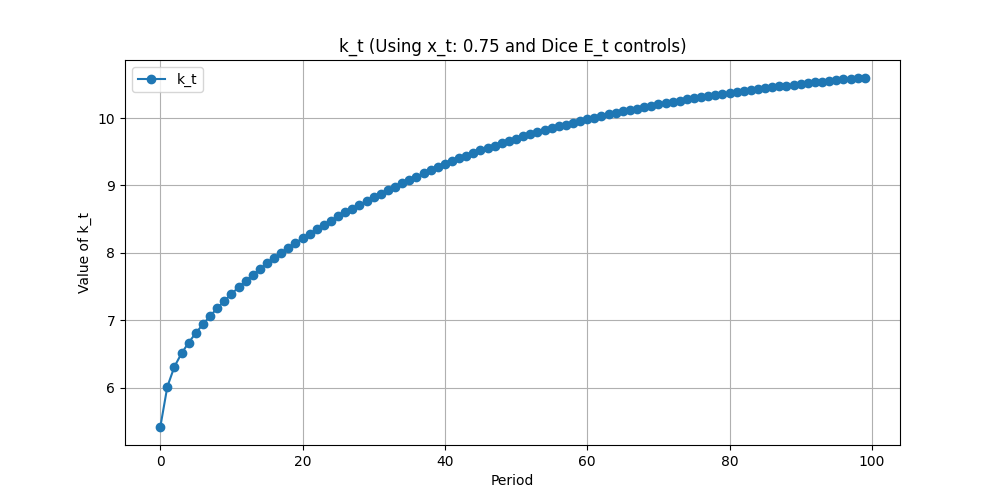 k_t (Using x_t: 0.75 and Dice E_t controls)
k_t
Value of k_t
10
9
8
7
6
0
20
40
60
80
100
Period